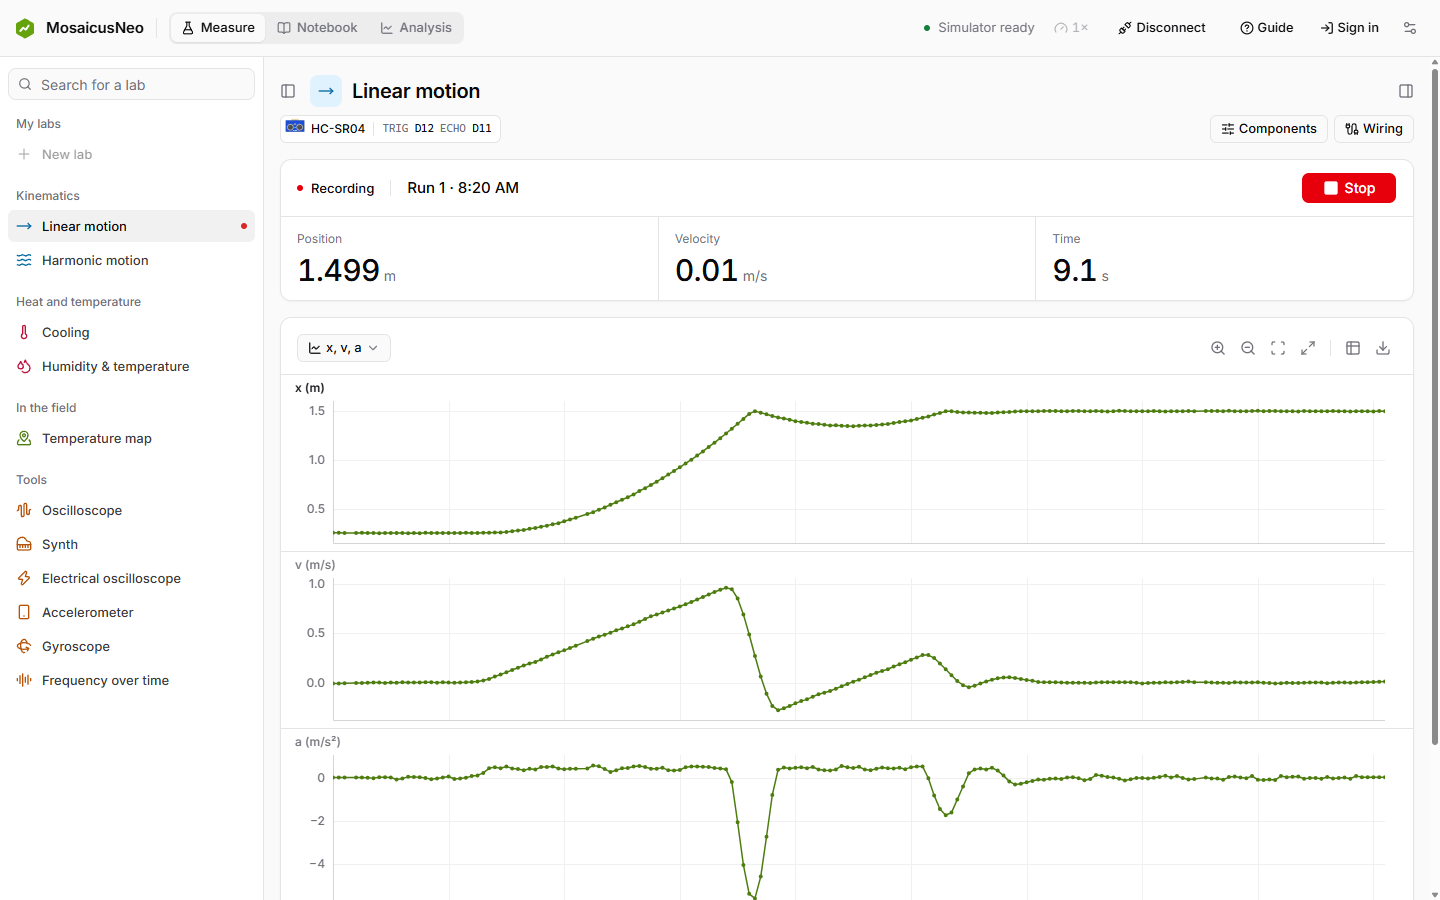 MosaicusNeo
Measure
Notebook
Analysis
Simulator ready
1×
Disconnect
Guide
Sign in
Search for a lab
My labs
New lab
Kinematics
Linear motion
Harmonic motion
Heat and temperature
Cooling
Humidity & temperature
In the field
Temperature map
Tools
Oscilloscope
Synth
Electrical oscilloscope
Accelerometer
Gyroscope
Frequency over time
Linear motion
HC-SR04 TRIG D12 ECHO D11
Components
Wiring
Recording
Run 1 · 8:20 AM
Stop
Position
1.499 m
Velocity
0.01 m/s
Time
9.1 s
x, v, a
x (m)
1.5
1.0
0.5
v (m/s)
1.0
0.5
0.0
a (m/s²)
0
−2
−4